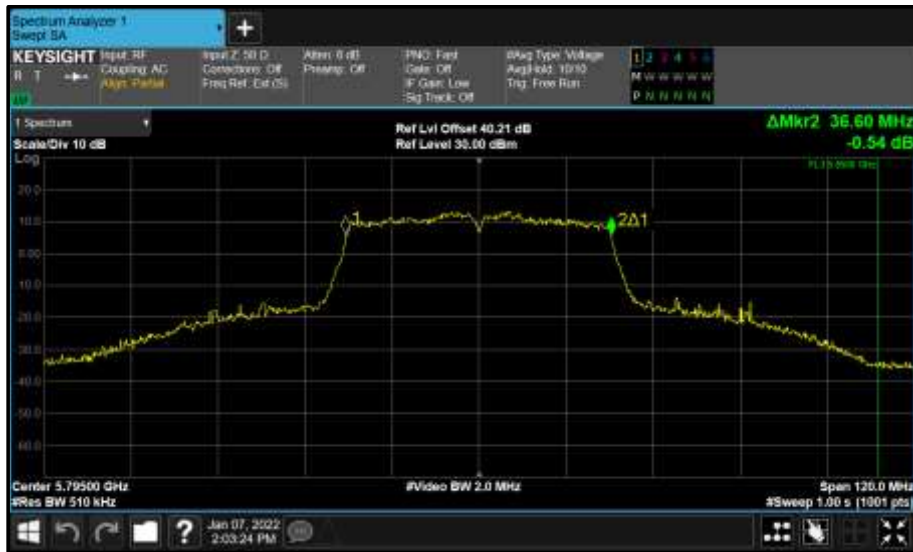 Spectrum Analyzer 1
Swept SA
+
KEYSIGHT
R T
Input: RF
Coupling: AC
Align: Partial
Input Z: 50 Ω
Corrections: Off
Freq Ref: Ext (S)
Atten: 0 dB
Preamp: Off
PNO: Fast
Gate: Off
IF Gain: Low
Sig Track: Off
#Avg Type: Voltage
Avg|Hold: 10/10
Trig: Free Run
1 2 3 4 5 6
M W W W W W
P N N N N N
1 Spectrum
Scale/Div 10 dB
Ref Lvl Offset 40.21 dB
Ref Level 30.00 dBm
ΔMkr2 36.60 MHz
-0.54 dB
Log
20.0
10.0
0.00
-10.0
-20.0
-30.0
-40.0
-50.0
-60.0
1
2Δ1
Center 5.79500 GHz
#Res BW 510 kHz
#Video BW 2.0 MHz
Span 120.0 MHz
#Sweep 1.00 s (1001 pts)
?
Jan 07, 2022
2:03:24 PM